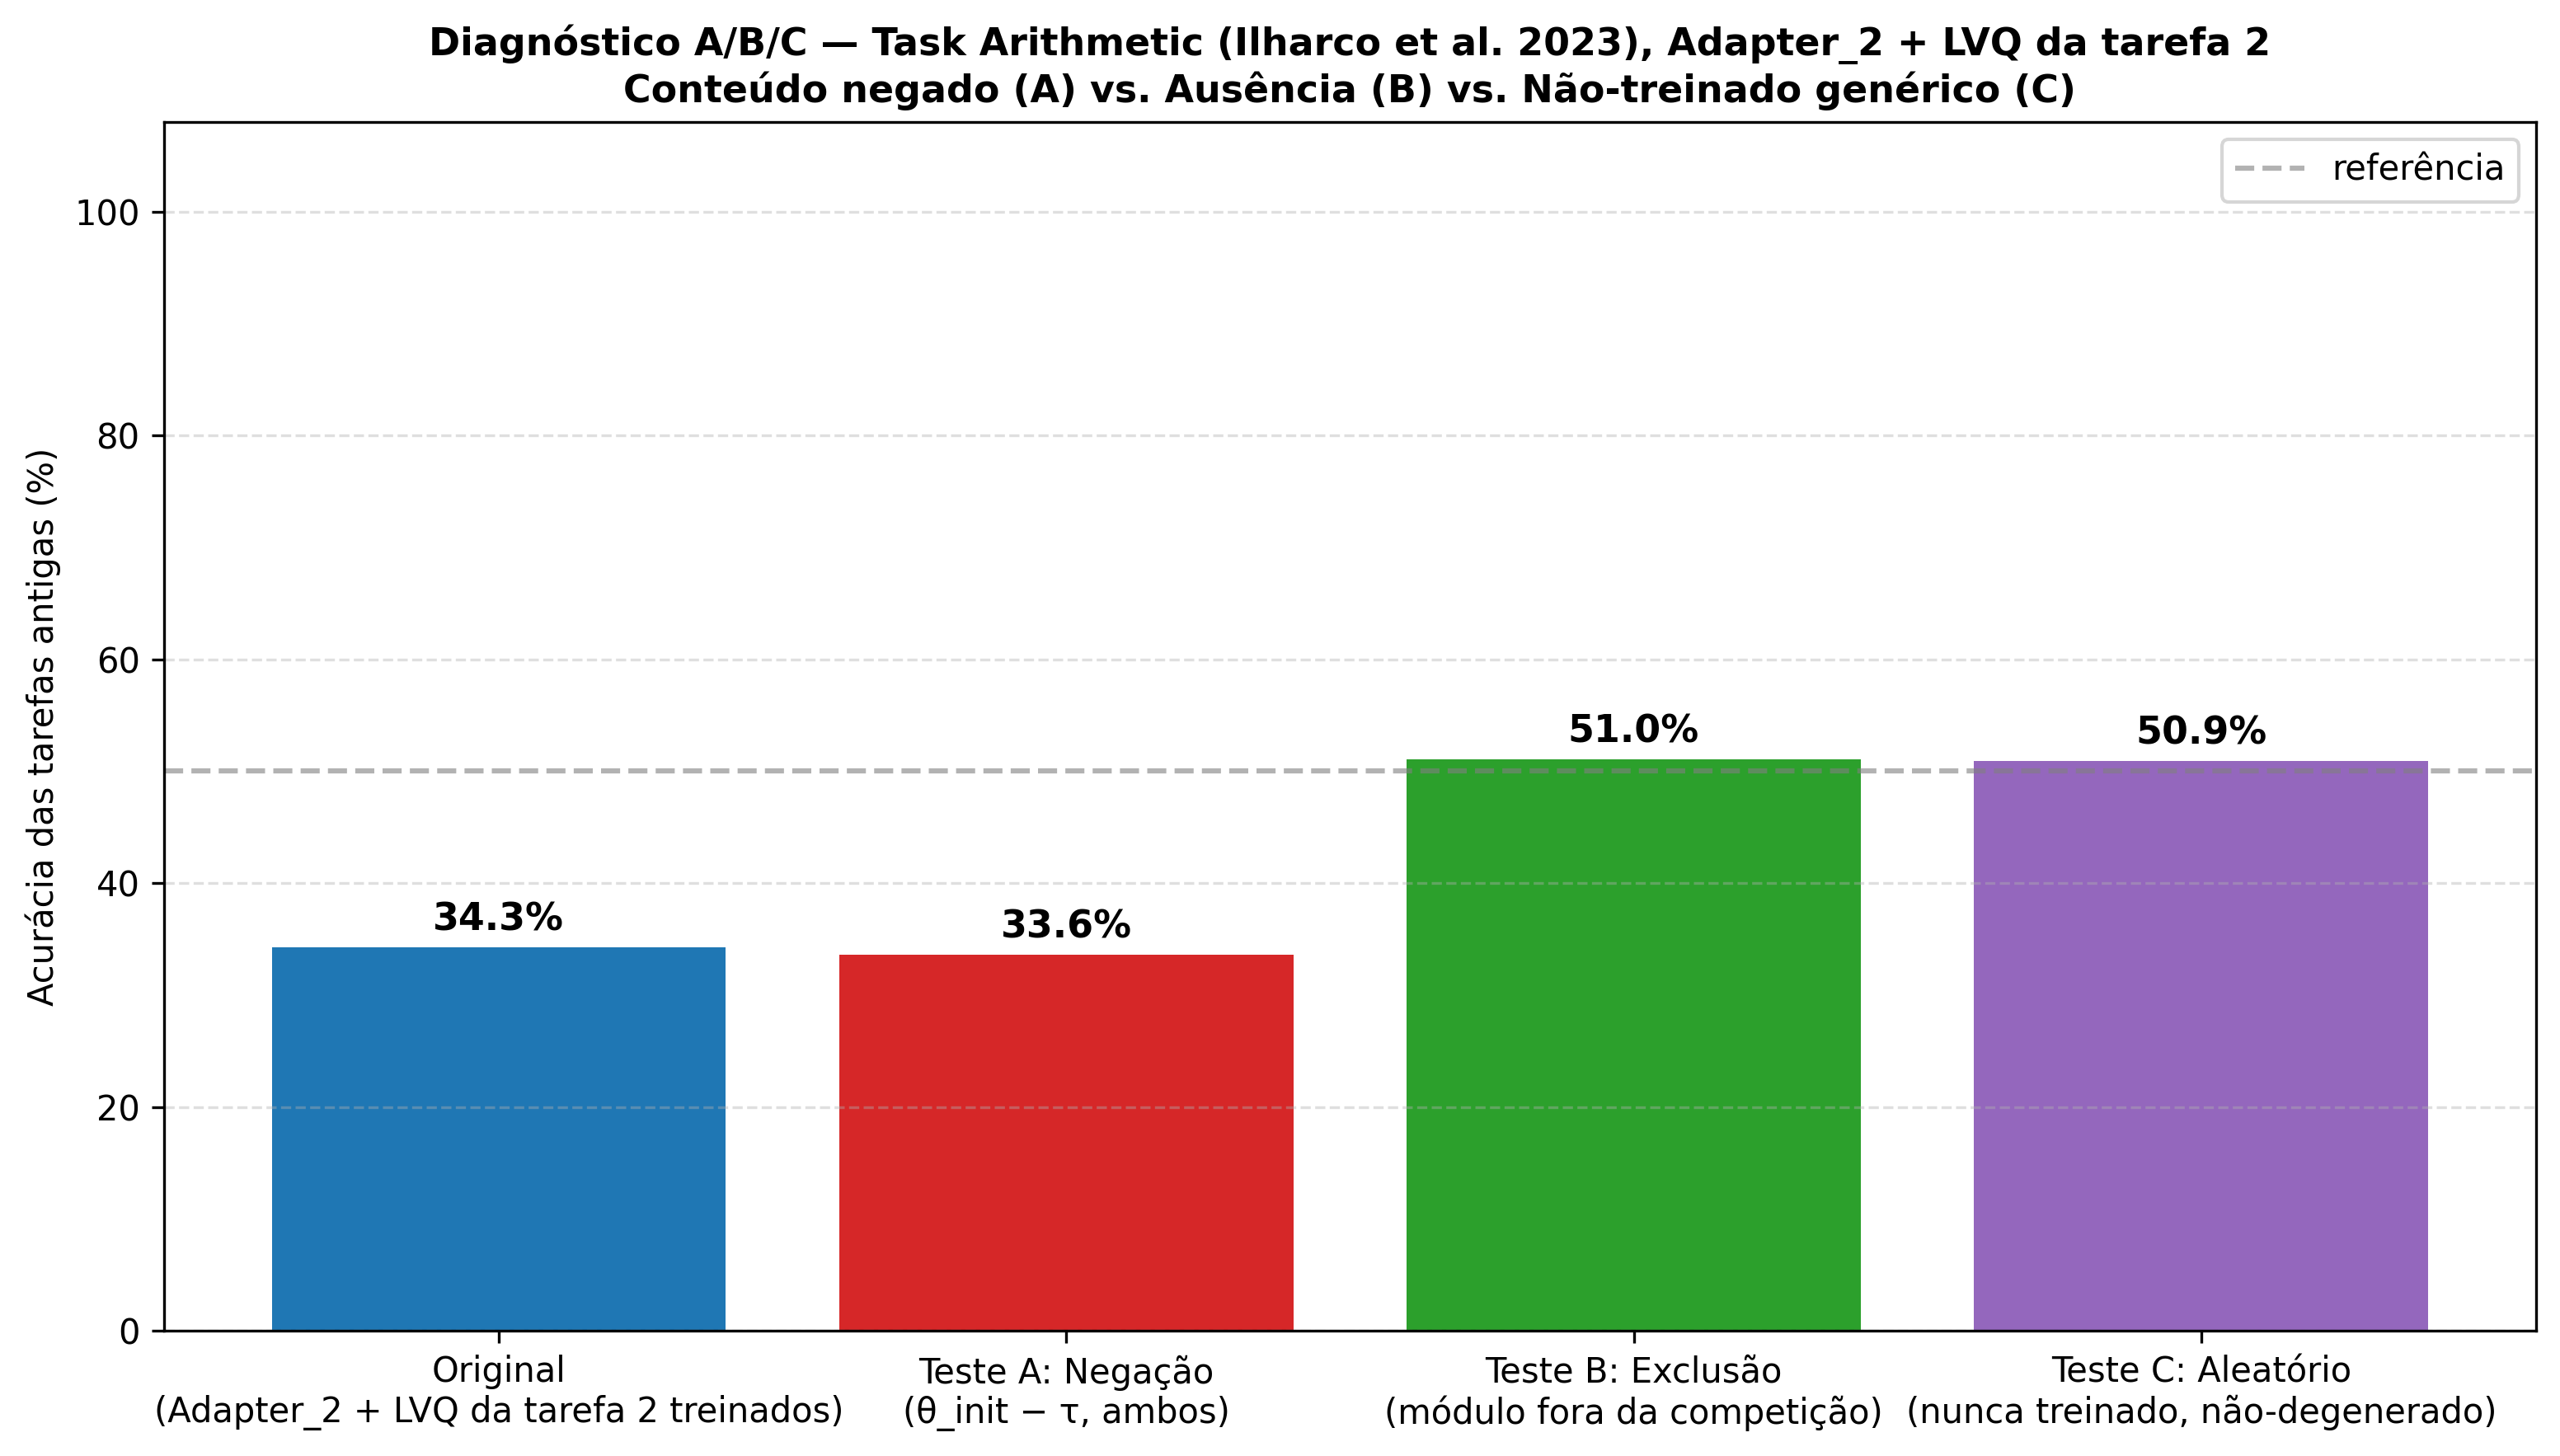 Diagnóstico A/B/C — Task Arithmetic (Ilharco et al. 2023), Adapter_2 + LVQ da tarefa 2
Conteúdo negado (A) vs. Ausência (B) vs. Não-treinado genérico (C)
referência
Acurácia das tarefas antigas (%)
100
80
60
40
20
0
34.3%
33.6%
51.0%
50.9%
Original
(Adapter_2 + LVQ da tarefa 2 treinados)
Teste A: Negação
(θ_init − τ, ambos)
Teste B: Exclusão
(módulo fora da competição)
Teste C: Aleatório
(nunca treinado, não-degenerado)